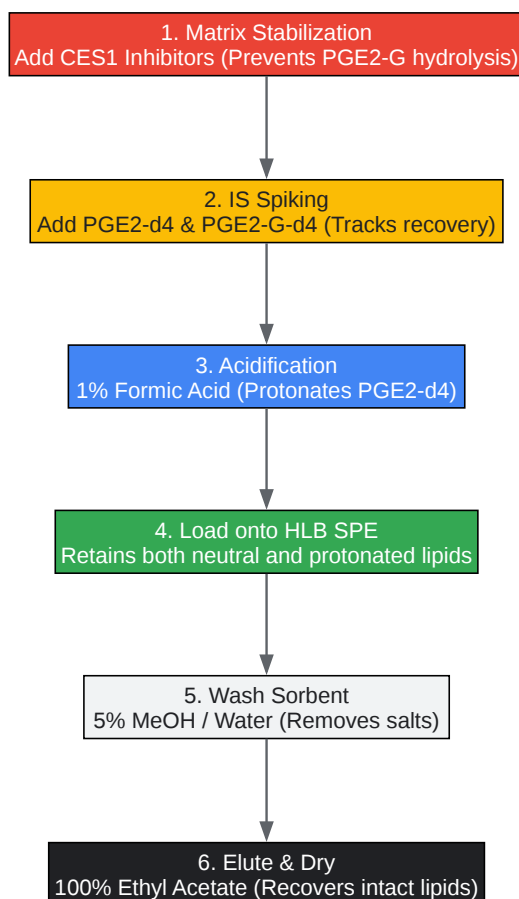 1. Matrix Stabilization
Add CES1 Inhibitors (Prevents PGE2-G hydrolysis)
2. IS Spiking
Add PGE2-d4 & PGE2-G-d4 (Tracks recovery)
3. Acidification
1% Formic Acid (Protonates PGE2-d4)
4. Load onto HLB SPE
Retains both neutral and protonated lipids
5. Wash Sorbent
5% MeOH / Water (Removes salts)
6. Elute & Dry
100% Ethyl Acetate (Recovers intact lipids)